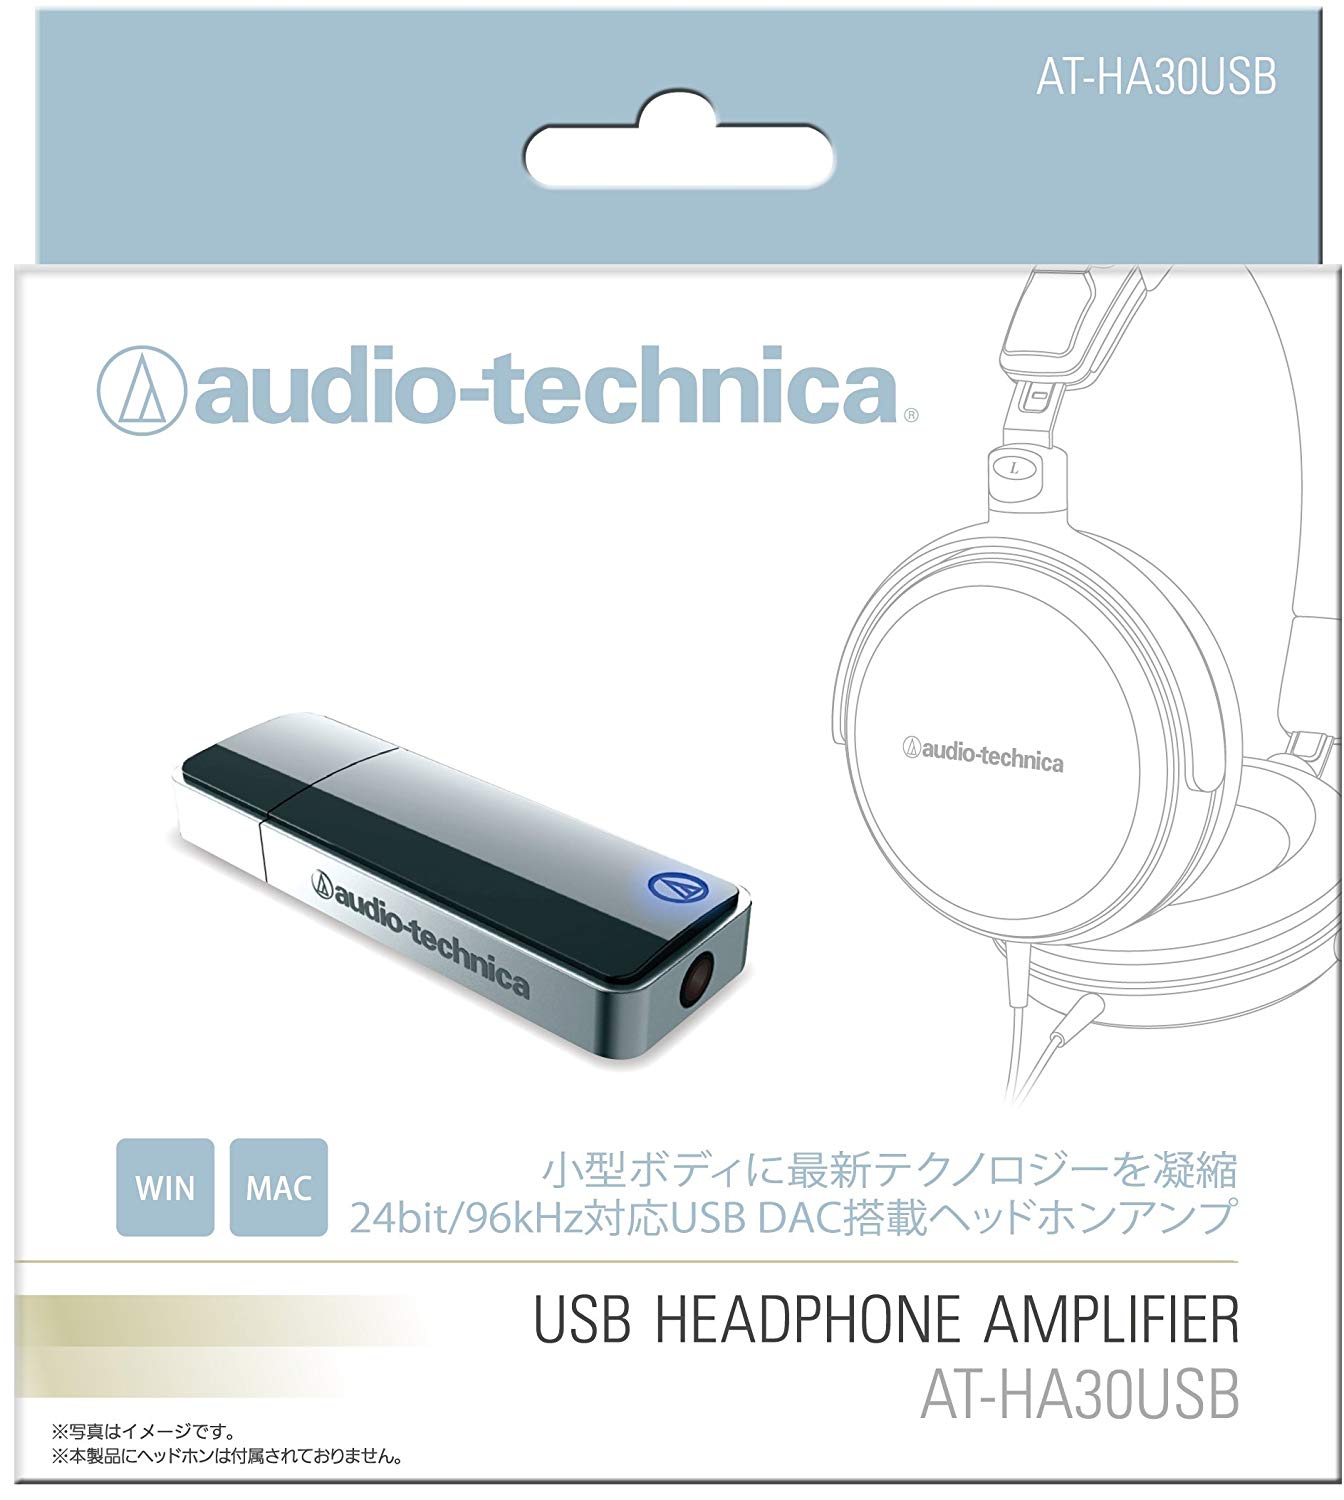 AT-HA30USB
audio-technica®
L
audio-technica
audio-technica
WIN
MAC
小型ボディに最新テクノロジーを凝縮
24bit/96kHz対応USB DAC搭載ヘッドホンアンプ
USB HEADPHONE AMPLIFIER
AT-HA30USB
※写真はイメージです。
※本製品にヘッドホンは付属されておりません。